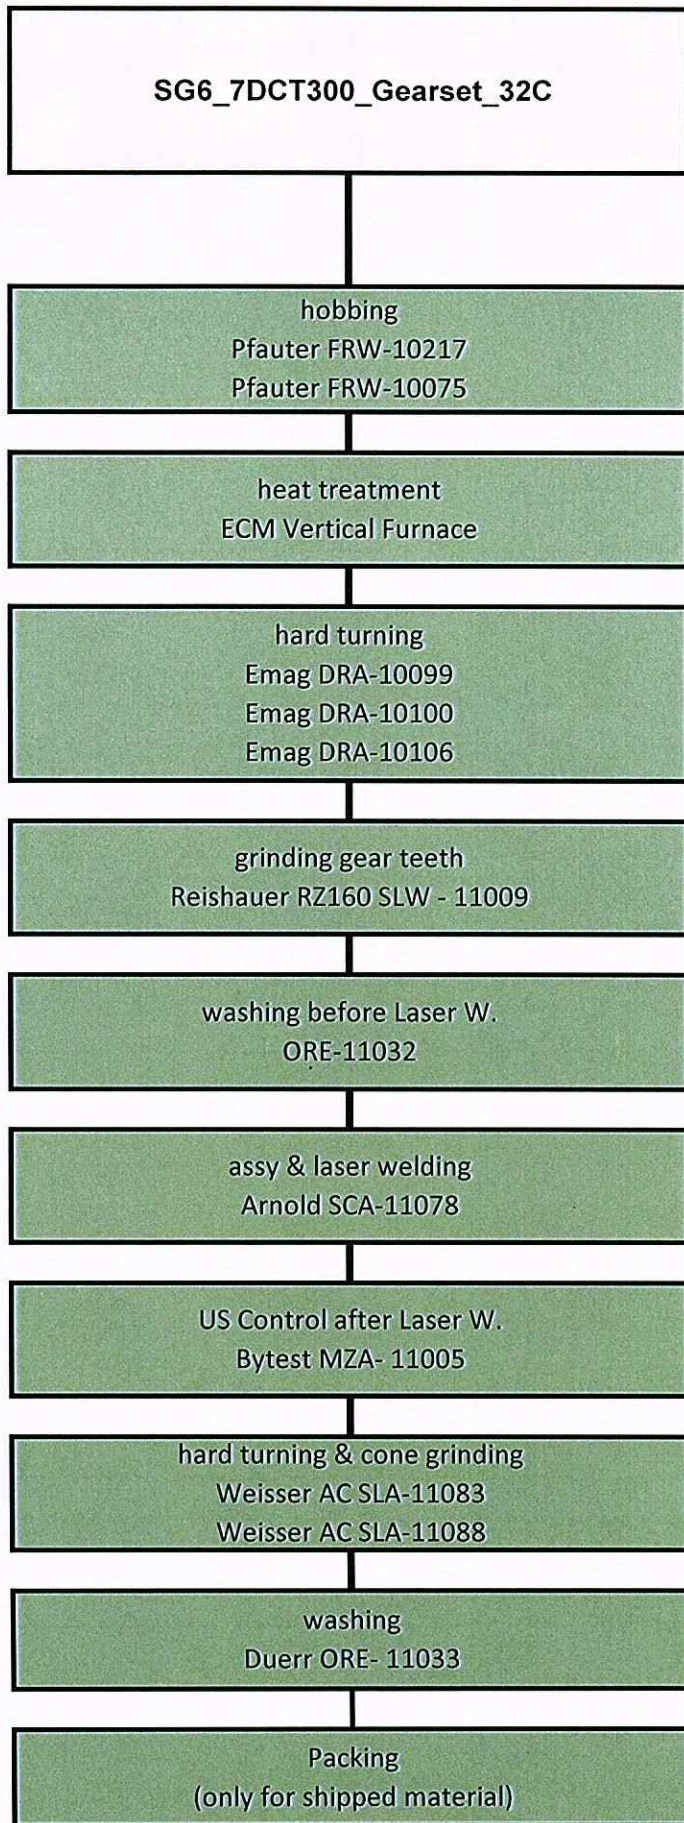 SG6_7DCT300_Gearset_32C
hobbing
Pfauter FRW-10217
Pfauter FRW-10075
heat treatment
ECM Vertical Furnace
hard turning
Emag DRA-10099
Emag DRA-10100
Emag DRA-10106
grinding gear teeth
Reishauer RZ160 SLW - 11009
washing before Laser W.
ORE-11032
assy & laser welding
Arnold SCA-11078
US Control after Laser W.
Bytest MZA- 11005
hard turning & cone grinding
Weisser AC SLA-11083
Weisser AC SLA-11088
washing
Duerr ORE- 11033
Packing
(only for shipped material)